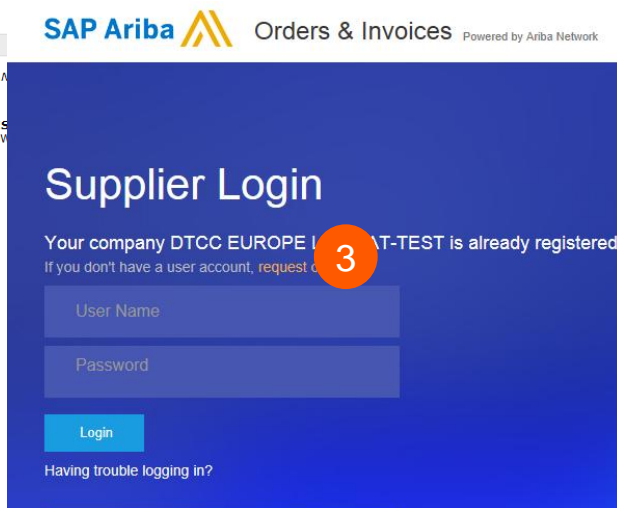 SAP Ariba Orders & Invoices Powered by Ariba Network
Supplier Login
Your company DTCC EUROPE AT-TEST is already registered
If you don't have a user account, request
3
User Name
Password
Login
Having trouble logging in?